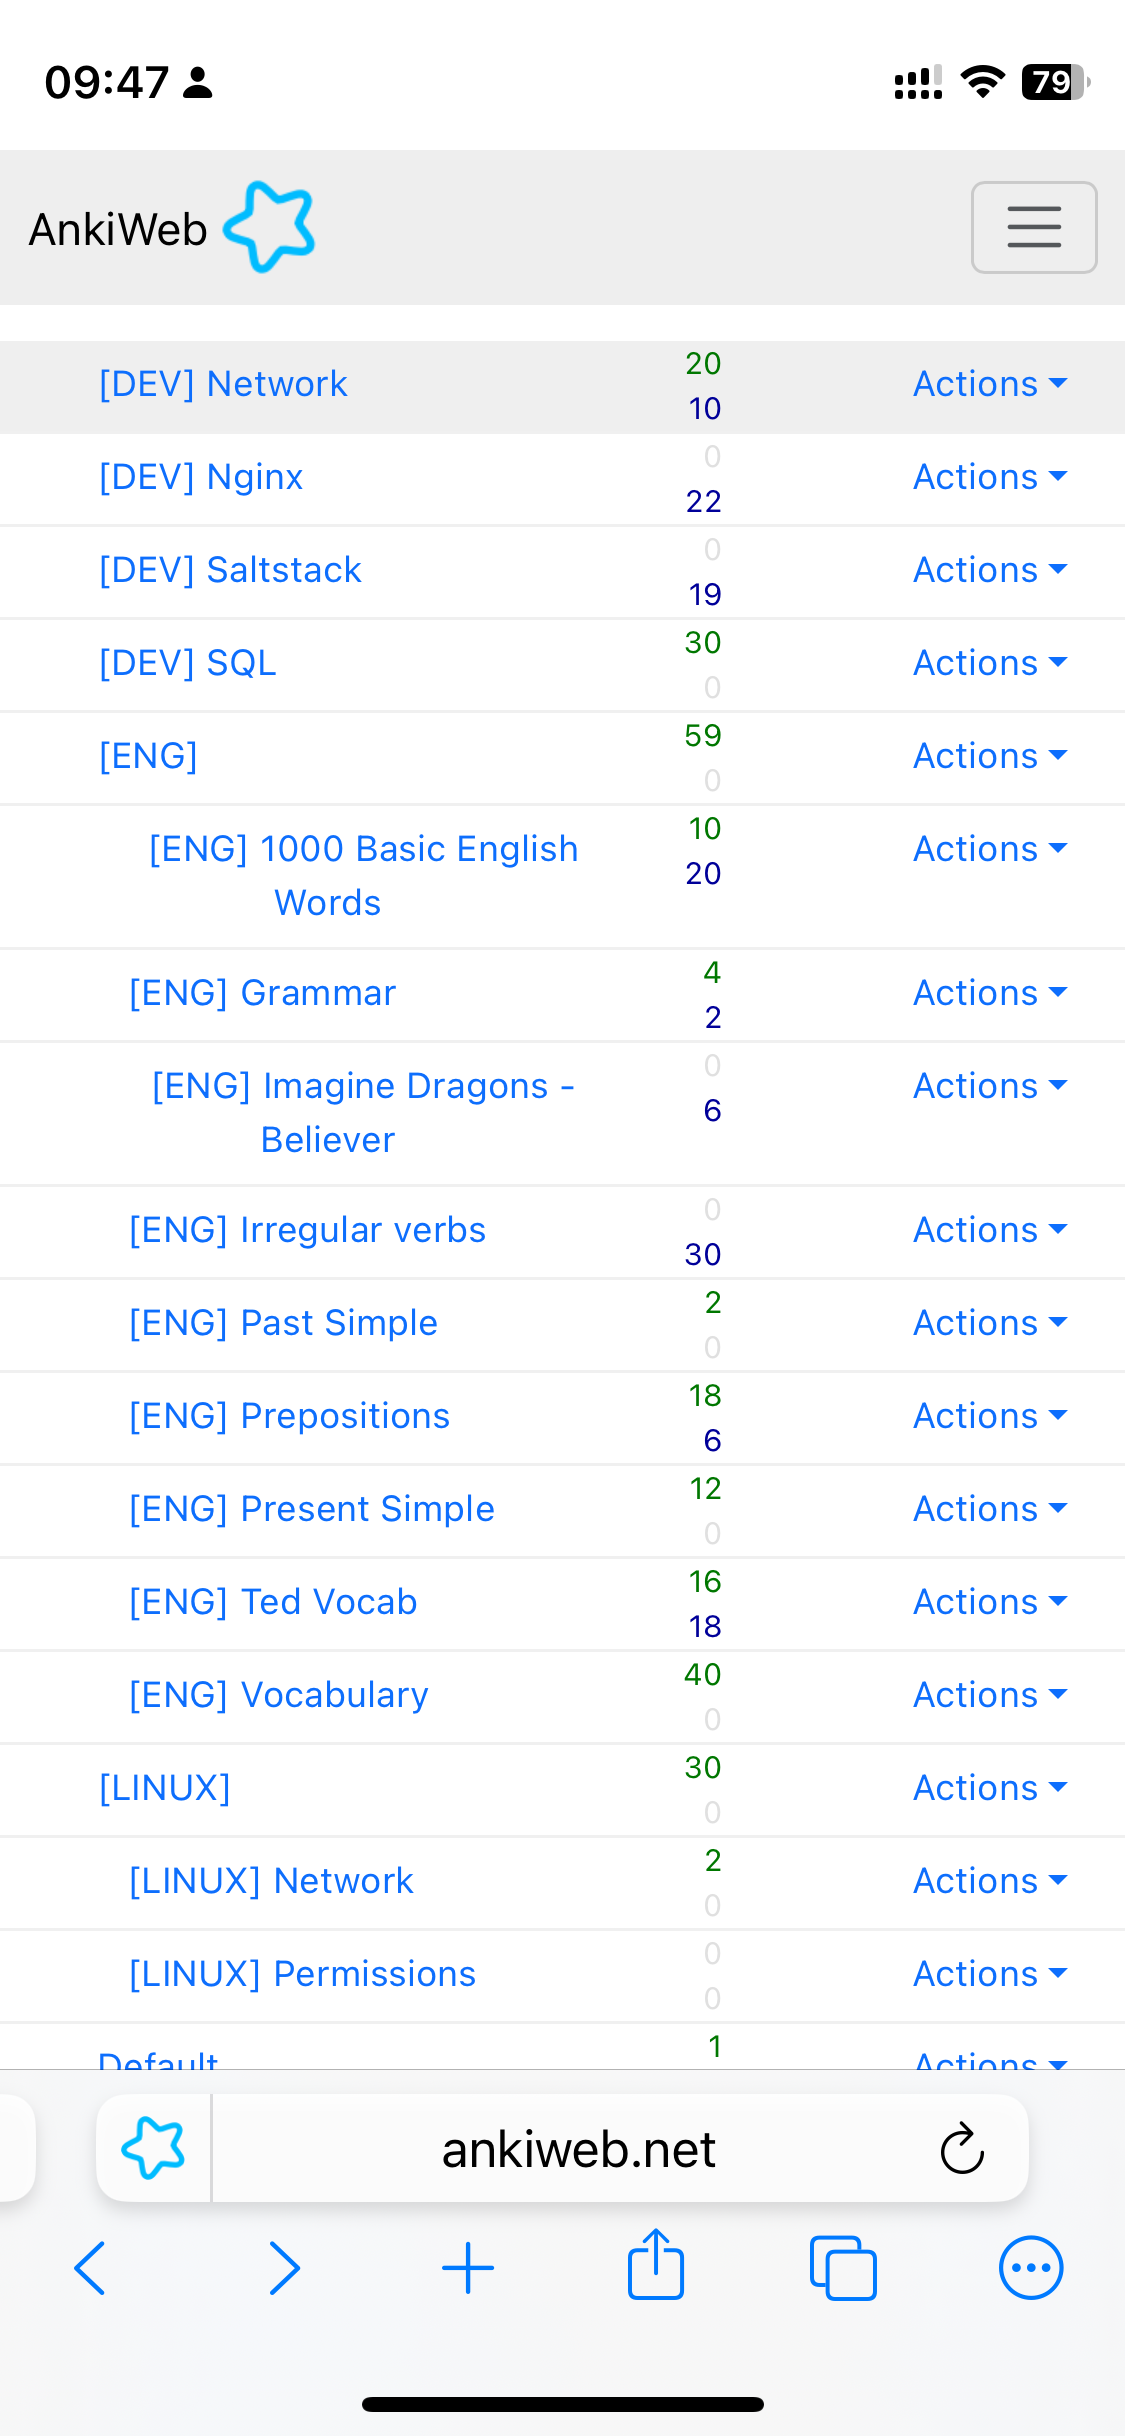 09:47
79
AnkiWeb
[DEV] Network 20 Actions
10
[DEV] Nginx 0 Actions
22
[DEV] Saltstack 0 Actions
19
[DEV] SQL 30 Actions
0
[ENG] 59 Actions
0
[ENG] 1000 Basic English 10 Actions
Words 20
[ENG] Grammar 4 Actions
2
[ENG] Imagine Dragons - 0 Actions
Believer 6
[ENG] Irregular verbs 0 Actions
30
[ENG] Past Simple 2 Actions
0
[ENG] Prepositions 18 Actions
6
[ENG] Present Simple 12 Actions
0
[ENG] Ted Vocab 16 Actions
18
[ENG] Vocabulary 40 Actions
0
[LINUX] 30 Actions
0
[LINUX] Network 2 Actions
0
[LINUX] Permissions 0 Actions
0
Default 1 Actions
ankiweb.net